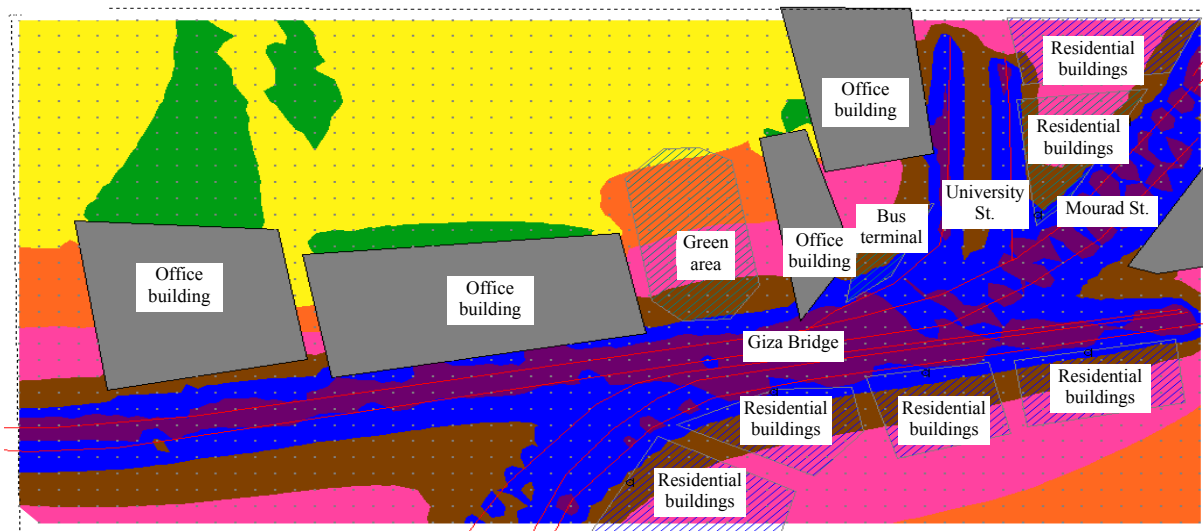 Residential
buildings
Office
building
Residential
buildings
University
St.
Mourad St.
Bus
terminal
Green
area
Office
building
Office
building
Office
building
Giza Bridge
Residential
buildings
Residential
buildings
Residential
buildings
Residential
buildings